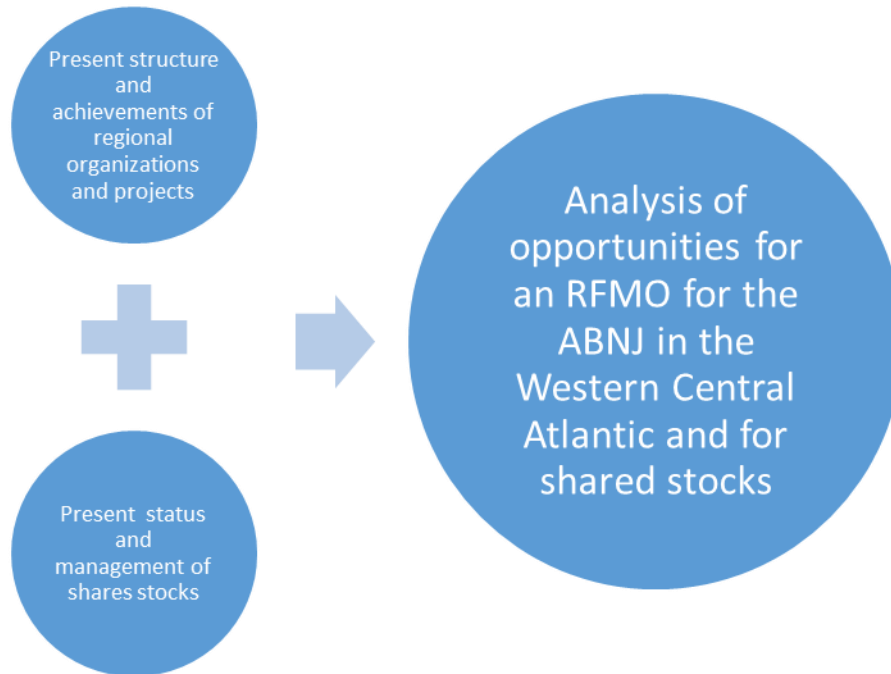 Present structure
and
achievements of
regional
organizations
and projects
Present status
and
management of
shares stocks
Analysis of
opportunities for
an RFMO for the
ABNJ in the
Western Central
Atlantic and for
shared stocks